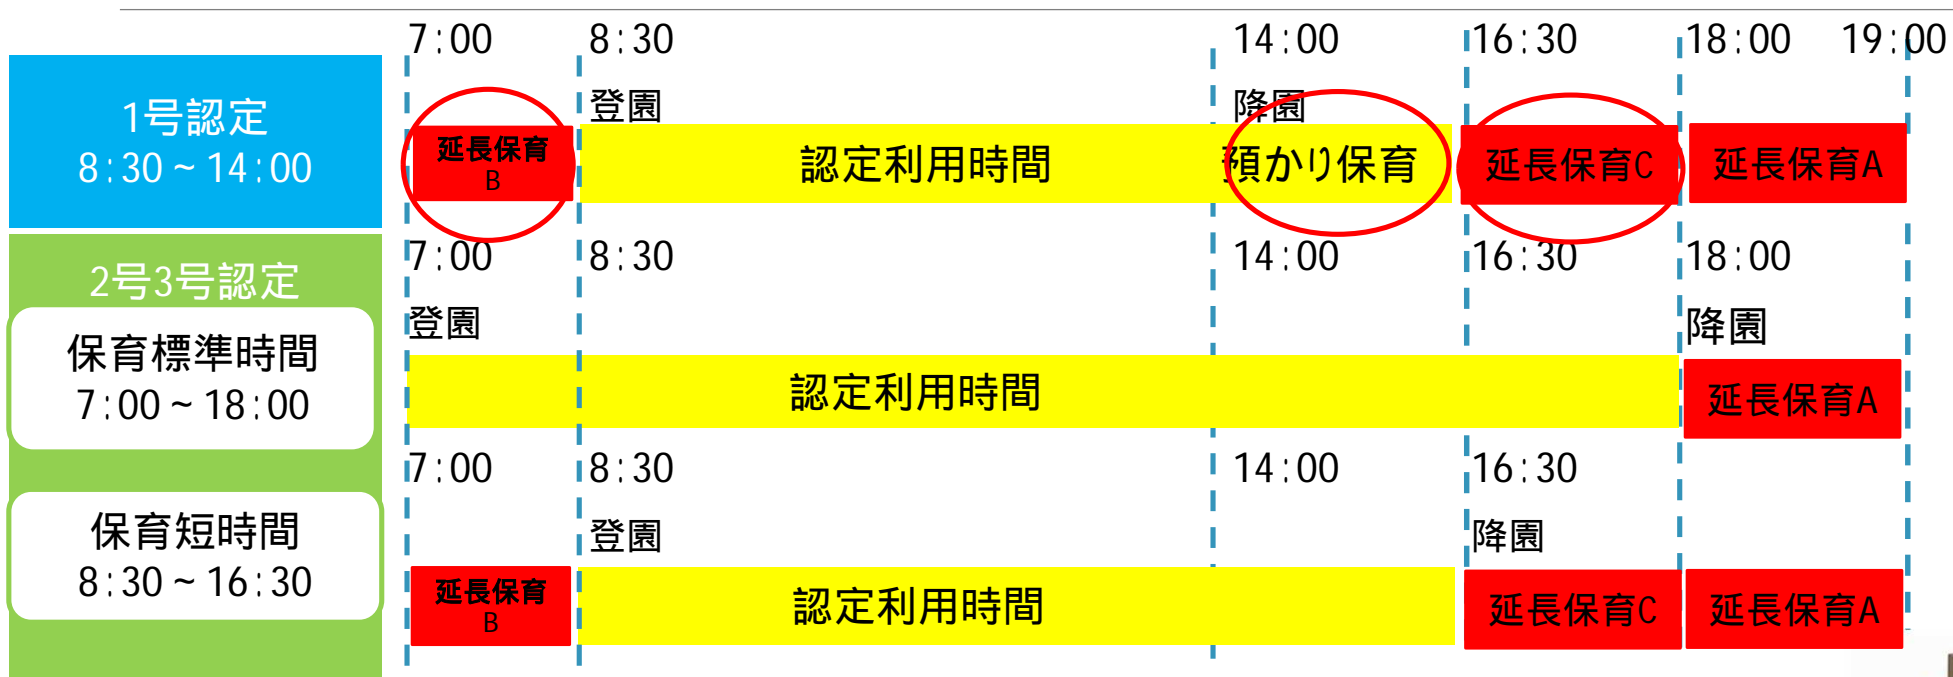 7:00 8:30 14:00 16:30 18:00 19:00
1号認定
8:30～14:00
登園 降園
延長保育
B
認定利用時間 預かり保育 延長保育C 延長保育A
2号3号認定
7:00 8:30 14:00 16:30 18:00
登園 降園
保育標準時間
7:00～18:00
認定利用時間 延長保育A
7:00 8:30 14:00 16:30
保育短時間
8:30～16:30
登園 降園
延長保育
B
認定利用時間 延長保育C 延長保育A